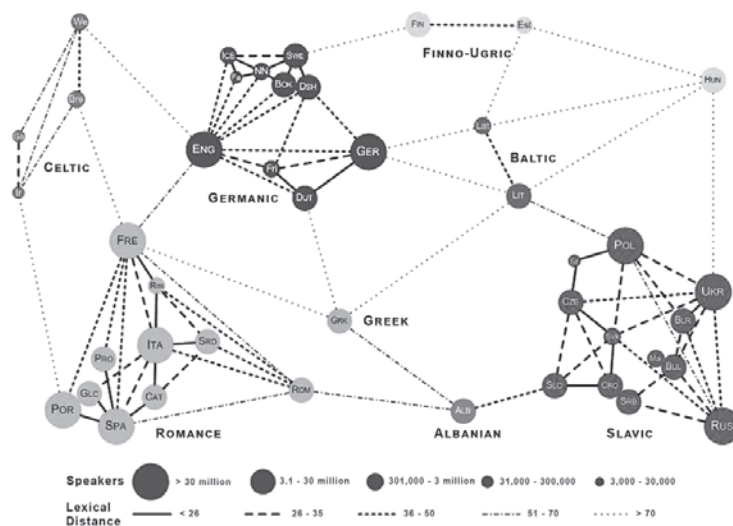 We
FIN
Est
ICE
SWE
FINNO-UGRIC
Fa
NN
HUN
BOK
DSH
Bre
Lat
Ga
ENG
GER
CELTIC
BALTIC
Fri
Ir
GERMANIC
DUT
LIT
FRE
POL
Rm
UKR
CZE
GRK
GREEK
BLR
ITA
SRD
PRO
Ma
BUL
GLC
CAT
ROM
SLO
CRO
SRB
POR
SPA
ALB
RUS
ROMANCE
ALBANIAN
SLAVIC
Speakers
> 30 million
3.1 - 30 million
301,000 - 3 million
31,000 - 300,000
3,000 - 30,000
Lexical
Distance
< 26
26 - 35
36 - 50
51 - 70
> 70